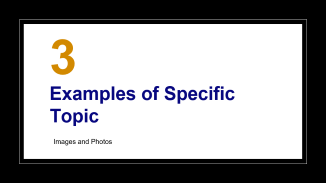 3
Examples of Specific
Topic
Images and Photos